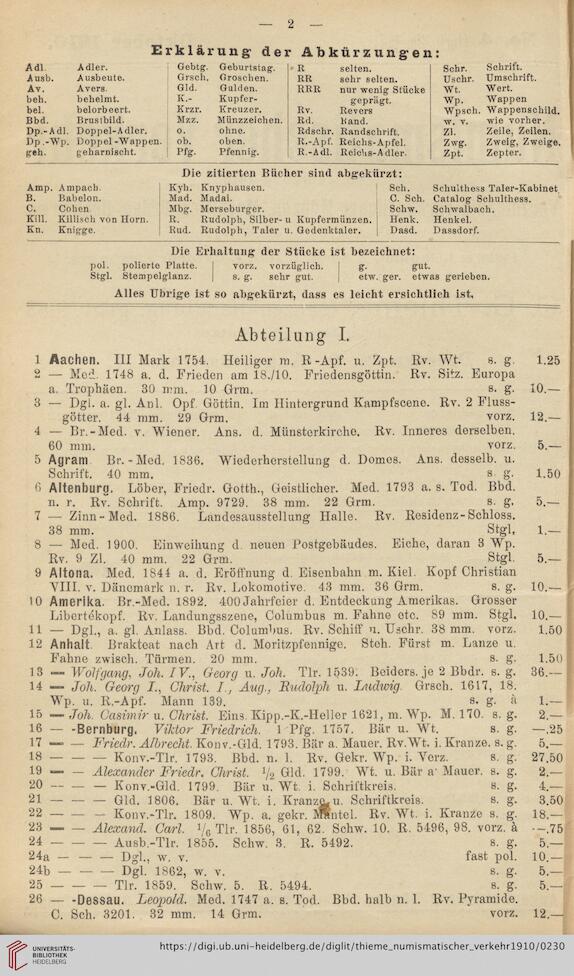 — 2 —
Erklärung der Abkürzungen:
Adl. Adler. Gebtg. Geburtstag. R selten. Schr. Schrift.
Ausb. Ausbeute. Grsch. Groschen. RR sehr selten. Uschr. Umschrift.
Av. Avers. Gld. Gulden. RRR nur wenig Stücke Wt. Wert.
beh. behelmt. K.- Kupfer- geprägt. Wp. Wappen
bel. belorbeert. Krzr. Kreuzer. Rv. Revers Wpsch. Wappenschild.
Bbd. Brustbild. Mzz. Münzzeichen. Rd. Rand. w. v. wie vorher.
Dp.-Adl. Doppel-Adler. o. ohne. Rdschr. Randschrift. Zl. Zeile, Zeilen.
Dp.-Wp. Doppel-Wappen. ob. oben. R.-Apf. Reichs-Apfel. Zwg. Zweig, Zweige.
geh. geharnischt. Pfg. Pfennig. R.-Adl. Reichs-Adler. Zpt. Zepter.
Die zitierten Bücher sind abgekürzt:
Amp. Ampach. Kyh. Knyphausen. Sch. Schulthess Taler-Kabinet
B. Babelon. Mad. Madai. C. Sch. Catalog Schulthess.
C. Cohen Mbg. Merseburger. Schw. Schwalbach.
Kill. Killisch von Horn. R. Rudolph, Silber- u Kupfermünzen. Henk. Henkel.
Kn. Knigge. Rud. Rudolph, Taler u. Gedenktaler. Dasd. Dassdorf.
Die Erhaltung der Stücke ist bezeichnet:
pol. polierte Platte. vorz. vorzüglich. g. gut.
Stgl. Stempelglanz. s. g. sehr gut. etw. ger. etwas gerieben.
Alles Übrige ist so abgekürzt, dass es leicht ersichtlich ist.
Abteilung I.
1 Aachen. III Mark 1754. Heiliger m. R-Apf. u. Zpt. Rv. Wt. s. g. 1.25
2 — Med. 1748 a. d. Frieden am 18./10. Friedensgöttin. Rv. Sitz. Europa
a. Trophäen. 30 mm. 10 Grm. s. g. 10.—
3 — Dgl. a. gl. Anl. Opf. Göttin. Im Hintergrund Kampfscene. Rv. 2 Fluss-
götter. 44 mm. 29 Grm. vorz. 12.—
4 — Br.-Med. v. Wiener. Ans. d. Münsterkirche. Rv. Inneres derselben.
60 mm. vorz. 5.—
5 Agram. Br.-Med. 1836. Wiederherstellung d. Domes. Ans. desselb. u.
Schrift. 40 mm. s. g. 1.50
6 Altenburg. Löber, Friedr. Gotth., Geistlicher. Med. 1793 a. s. Tod. Bbd.
n. r. Rv. Schrift. Amp. 9729. 38 mm. 22 Grm. s. g. 5.—
7 — Zinn-Med. 1886. Landesausstellung Halle. Rv. Residenz-Schloss.
38 mm. Stgl. 1.—
8 — Med. 1900. Einweihung d. neuen Postgebäudes. Eiche, daran 3 Wp.
Rv. 9 Zl. 40 mm. 22 Grm. Stgl. 5.—
9 Altona. Med. 1844 a. d. Eröffnung d. Eisenbahn m. Kiel. Kopf Christian
VIII. v. Dänemark n. r. Rv. Lokomotive. 43 mm. 36 Grm. s. g. 10.—
10 Amerika. Br.-Med. 1892. 400 Jahrfeier d. Entdeckung Amerikas. Grosser
Libertékopf. Rv. Landungsszene, Columbus m. Fahne etc. 89 mm. Stgl. 10.—
11 — Dgl., a. gl. Anlass. Bbd. Columbus. Rv. Schiff u. Uschr. 38 mm. vorz. 1.50
12 Anhalt. Brakteat nach Art d. Moritzpfennige. Steh. Fürst m. Lanze u.
Fahne zwisch. Türmen. 20 mm. s. g. 1.50
13 — Wolfgang, Joh. IV., Georg u. Joh. Tlr. 1539. Beiders. je 2 Bbdr. s. g. 36.—
14 — Joh. Georg I., Christ. I., Aug., Rudolph u. Ludwig. Grsch. 1617, 18.
Wp. u. R.-Apf. Mann 139. s. g. à 1.—
15 — Joh. Casimir u. Christ. Eins. Kipp.-K.-Heller 1621, m. Wp. M. 170. s. g. 2.—
16 — -Bernburg. Viktor Friedrich. 1 Pfg. 1757. Bär u. Wt. s. g. —.25
17 — — Friedr. Albrecht. Konv.-Gld. 1793. Bär a. Mauer. Rv. Wt. i. Kranze. s. g. 5.—
18 — — — Konv.-Tlr. 1793. Bbd. n. l. Rv. Gekr. Wp. i. Verz. s. g. 27.50
19 — — Alexander Friedr. Christ. 1/2 Gld. 1799. Wt. u. Bär a. Mauer. s. g. 2.—
20 — — — Konv.-Gld. 1799. Bär u. Wt. i. Schriftkreis. s. g. 4.—
21 — — — Gld. 1806. Bär u. Wt. i. Kranze u. Schriftkreis. s. g. 3.50
22 — — — Konv.-Tlr. 1809. Wp. a. gekr. Mantel. Rv. Wt. i. Kranze s. g. 18.—
23 — — Alexand. Carl. 1/6 Tlr. 1856, 61, 62. Schw. 10. R. 5496, 98. vorz. à —.75
24 — — — Ausb.-Tlr. 1855. Schw. 3. R. 5492. s. g. 5.—
24a — — — Dgl., w. v. fast pol. 10.—
24b — — — Dgl. 1862, w. v. s. g. 5.—
25 — — — Tlr. 1859. Schw. 5. R. 5494. s. g. 5.—
26 — -Dessau. Leopold. Med. 1747 a. s. Tod. Bbd. halb n. l. Rv. Pyramide.
C. Sch. 3201. 32 mm. 14 Grm. vorz. 12.—
UNIVERSITÄTS-
BIBLIOTHEK
HEIDELBERG
https://digi.ub.uni-heidelberg.de/diglit/thieme_numismatischer_verkehr1910/0230